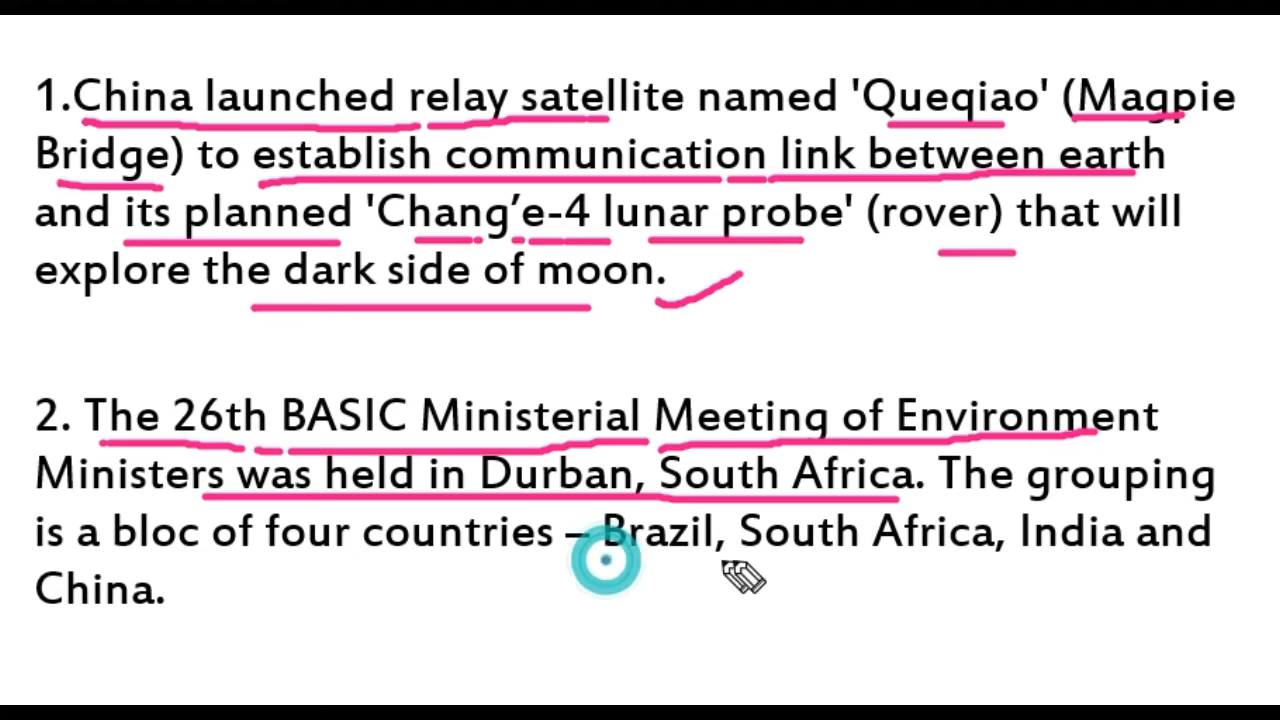 1.China launched relay satellite named 'Queqiao' (Magpie
Bridge) to establish communication link between earth
and its planned 'Chang’e-4 lunar probe' (rover) that will
explore the dark side of moon.
2. The 26th BASIC Ministerial Meeting of Environment
Ministers was held in Durban, South Africa. The grouping
is a bloc of four countries – Brazil, South Africa, India and
China.